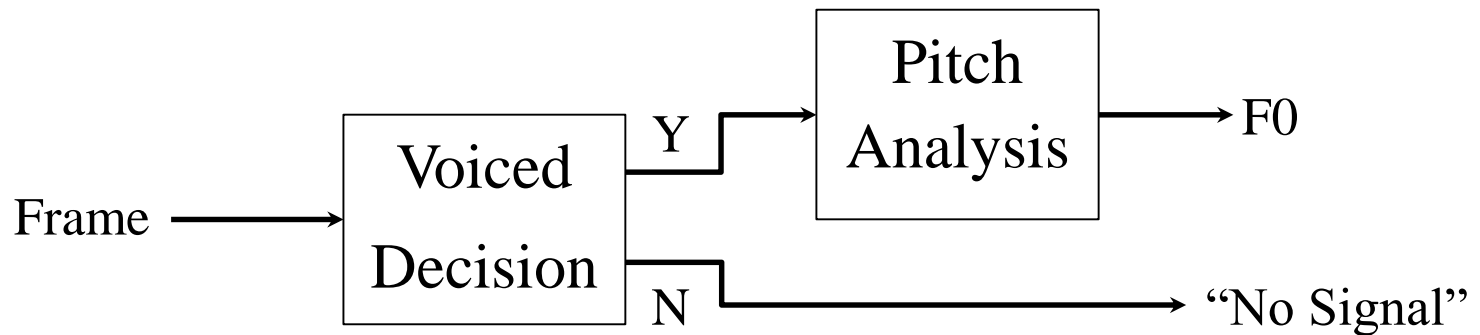 Frame
Voiced
Decision
Y
N
Pitch
Analysis
F0
“No Signal”